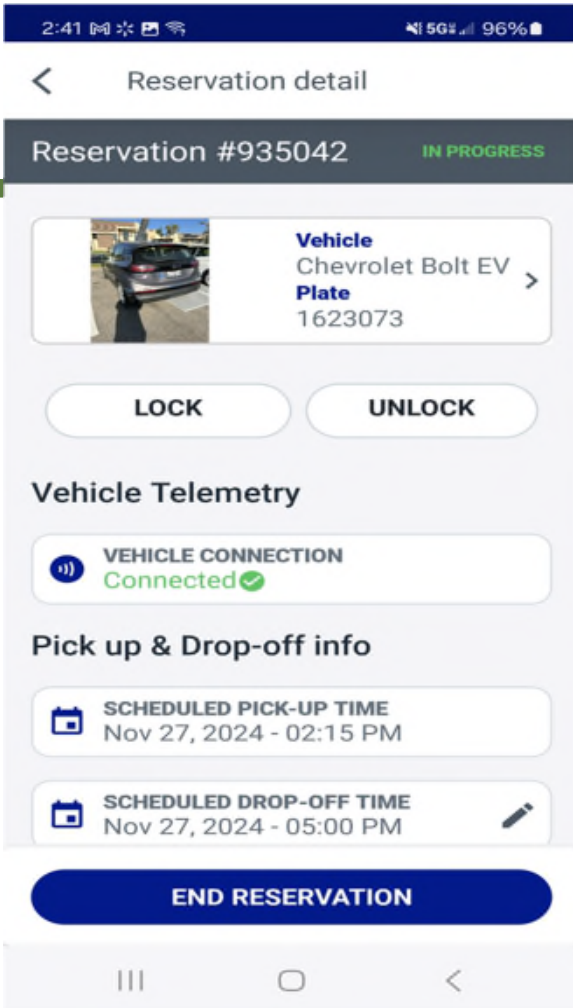 2:41 5G 96%
Reservation detail
Reservation #935042 IN PROGRESS
Vehicle
Chevrolet Bolt EV
Plate
1623073
LOCK UNLOCK
Vehicle Telemetry
VEHICLE CONNECTION
Connected
Pick up & Drop-off info
SCHEDULED PICK-UP TIME
Nov 27, 2024 - 02:15 PM
SCHEDULED DROP-OFF TIME
Nov 27, 2024 - 05:00 PM
END RESERVATION